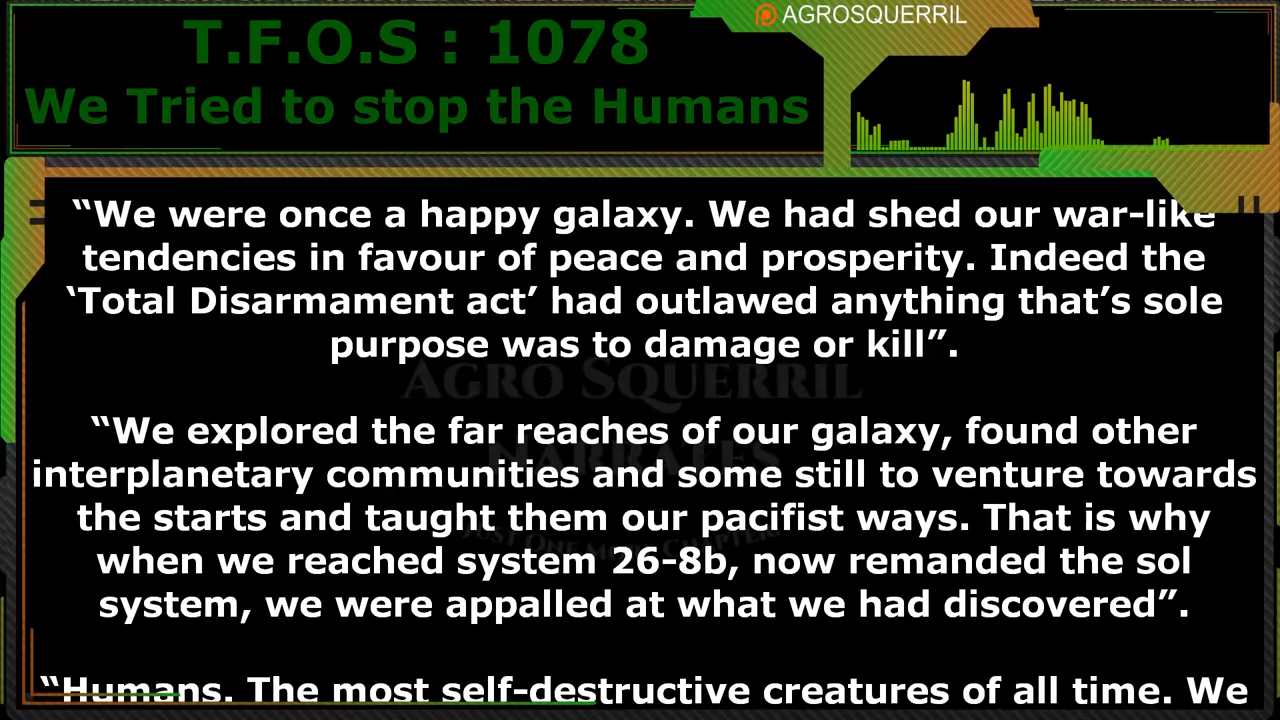 AGROSQUERRIL
T.F.O.S : 1078
We Tried to stop the Humans
“We were once a happy galaxy. We had shed our war-like
tendencies in favour of peace and prosperity. Indeed the
‘Total Disarmament act’ had outlawed anything that’s sole
purpose was to damage or kill”.
AGRO SQUERRIL
NARRATES
“We explored the far reaches of our galaxy, found other
interplanetary communities and some still to venture towards
the starts and taught them our pacifist ways. That is why
when we reached system 26-8b, now remanded the sol
system, we were appalled at what we had discovered”.
JUST ONE MORE CHAPTER
“Humans. The most self-destructive creatures of all time. We